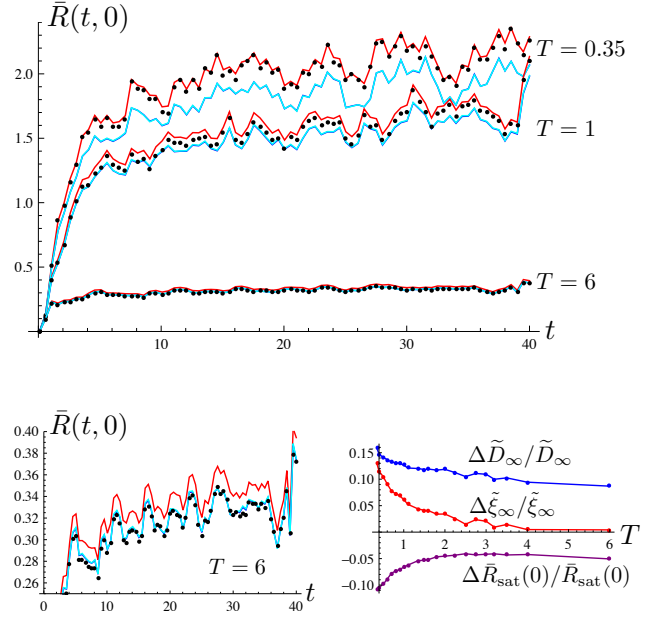 R̄(t, 0)
2.0
1.5
1.0
0.5
10
20
30
40
t
T = 0.35
T = 1
T = 6
R̄(t, 0)
0.40
0.38
0.36
0.34
0.32
0.30
0.28
0.26
0
10
20
30
40
t
T = 6
0.15
0.10
0.05
−0.05
−0.10
1
2
3
4
5
6
T
ΔD̃∞/D̃∞
Δξ̃∞/ξ̃∞
ΔR̄sat(0)/R̄sat(0)